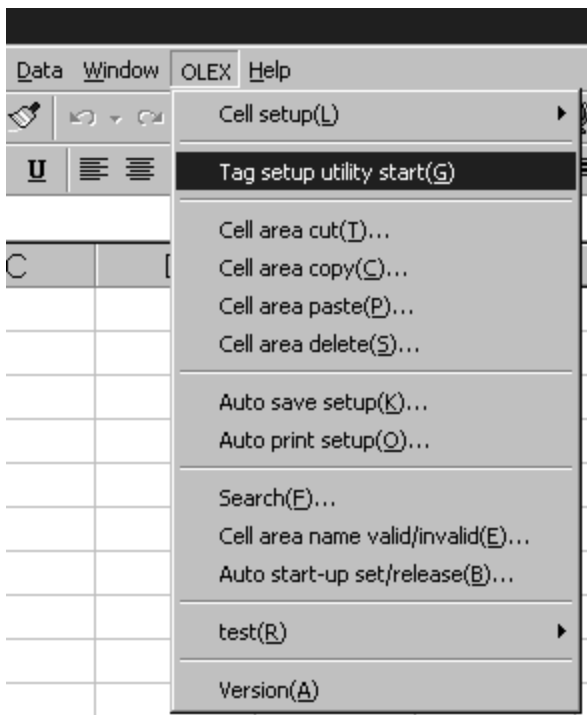 Data Window OLEX Help
Cell setup(L)
U
Tag setup utility start(G)
Cell area cut(T)...
C
Cell area copy(C)...
Cell area paste(P)...
Cell area delete(S)...
Auto save setup(K)...
Auto print setup(O)...
Search(F)...
Cell area name valid/invalid(E)...
Auto start-up set/release(B)...
test(R)
Version(A)